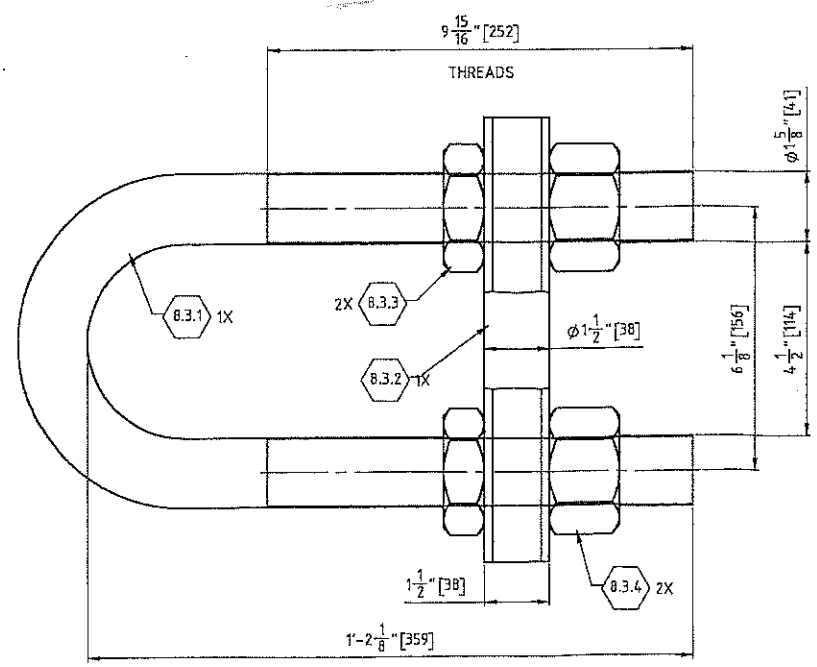 9 15/16" [252]
THREADS
ϕ1 5/8" [41]
8.3.1 1X
2X 8.3.3
ϕ1 1/2" [38]
8.3.2 1X
6 1/8" [156]
4 1/2" [114]
1 1/2" [38]
8.3.4 2X
1'-2 1/8" [359]